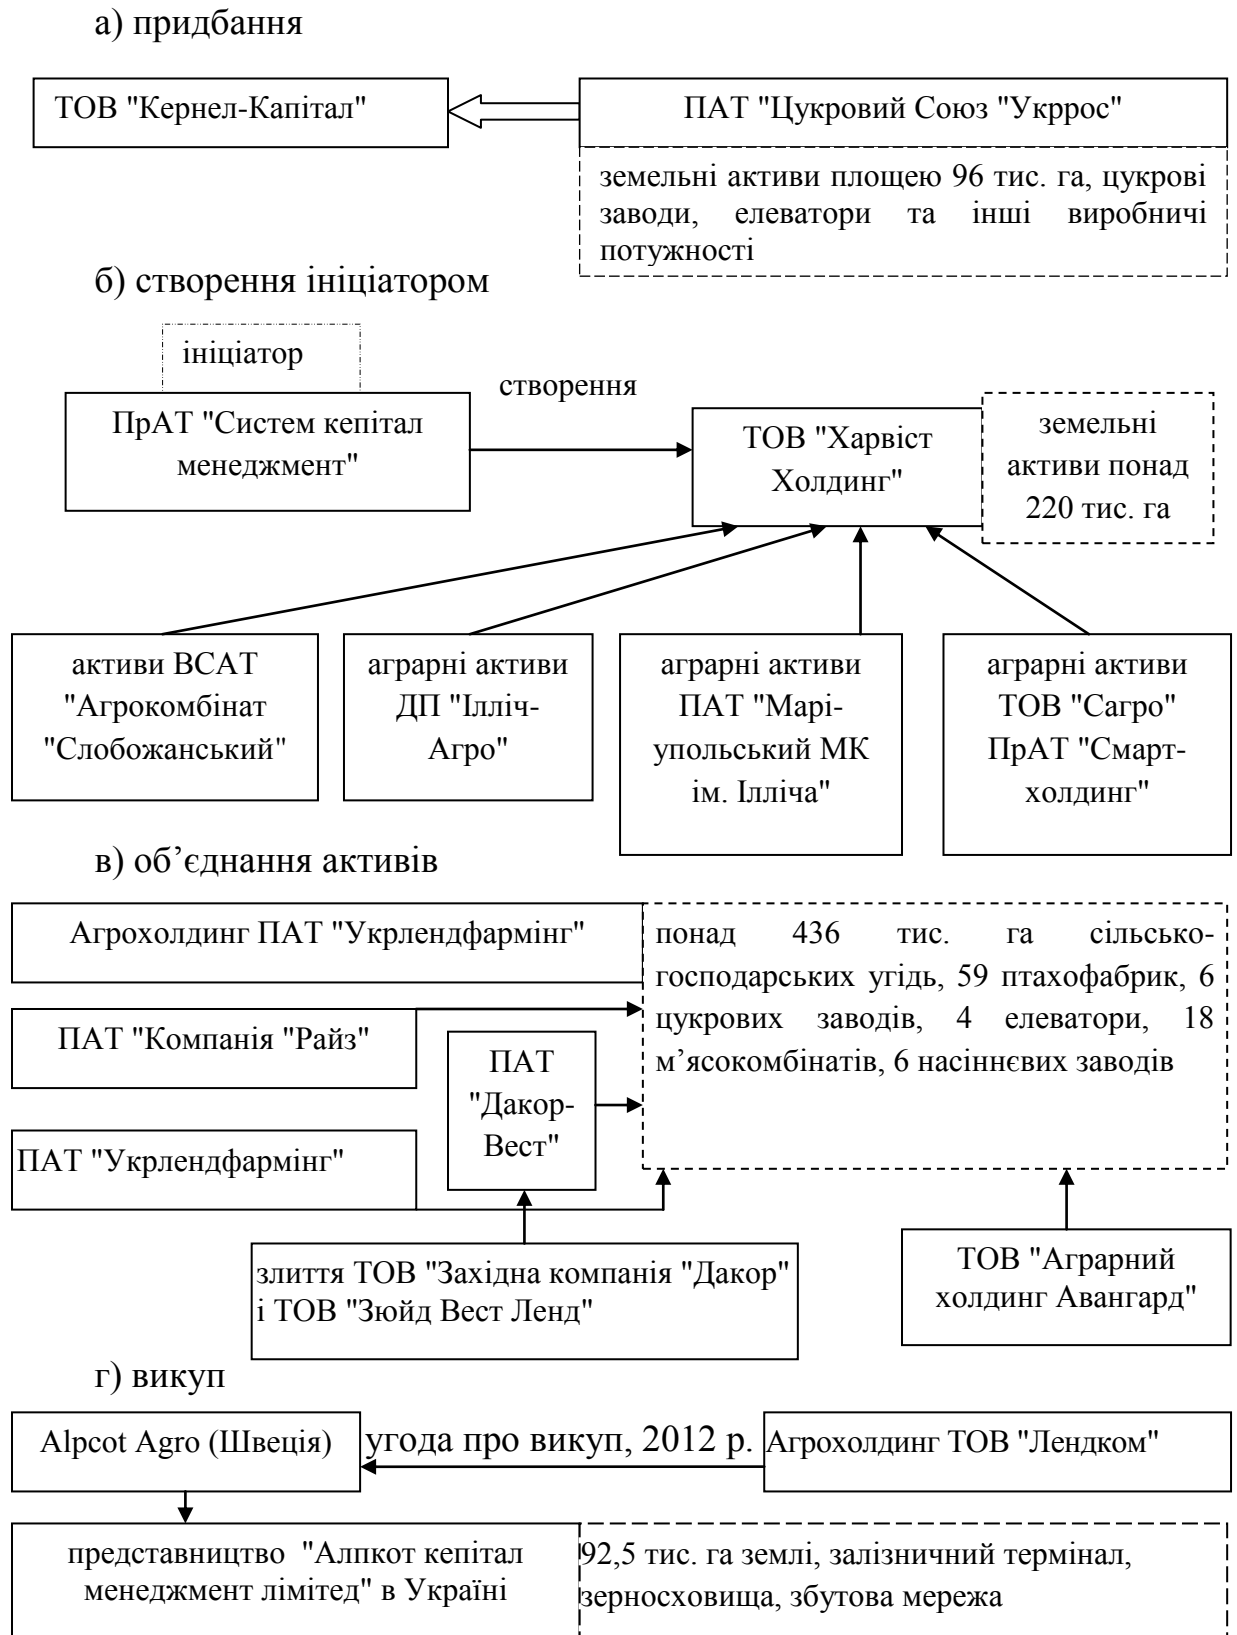 а) придбання
ТОВ "Кернел-Капітал"
ПАТ "Цукровий Союз "Укррос"
земельні активи площею 96 тис. га, цукрові
заводи, елеватори та інші виробничі
потужності
б) створення ініціатором
ініціатор
ПрАТ "Систем кепітал
менеджмент"
створення
ТОВ "Харвіст
Холдинг"
земельні
активи понад
220 тис. га
активи ВСАТ
"Агрокомбінат
"Слобожанський"
аграрні активи
ДП "Ілліч-
Агро"
аграрні активи
ПАТ "Марі-
упольський МК
ім. Ілліча"
аграрні активи
ТОВ "Сагро"
ПрАТ "Смарт-
холдинг"
в) об’єднання активів
Агрохолдинг ПАТ "Укрлендфармінг"
понад 436 тис. га сільсько-
господарських угідь, 59 птахофабрик, 6
цукрових заводів, 4 елеватори, 18
м’ясокомбінатів, 6 насіннєвих заводів
ПАТ "Компанія "Райз"
ПАТ
"Дакор-
Вест"
ПАТ "Укрлендфармінг"
злиття ТОВ "Західна компанія "Дакор"
і ТОВ "Зюйд Вест Ленд"
ТОВ "Аграрний
холдинг Авангард"
г) викуп
Alpcot Agro (Швеція)
угода про викуп, 2012 р.
Агрохолдинг ТОВ "Лендком"
представництво "Алпкот кепітал
менеджмент лімітед" в Україні
92,5 тис. га землі, залізничний термінал,
зерносховища, збутова мережа